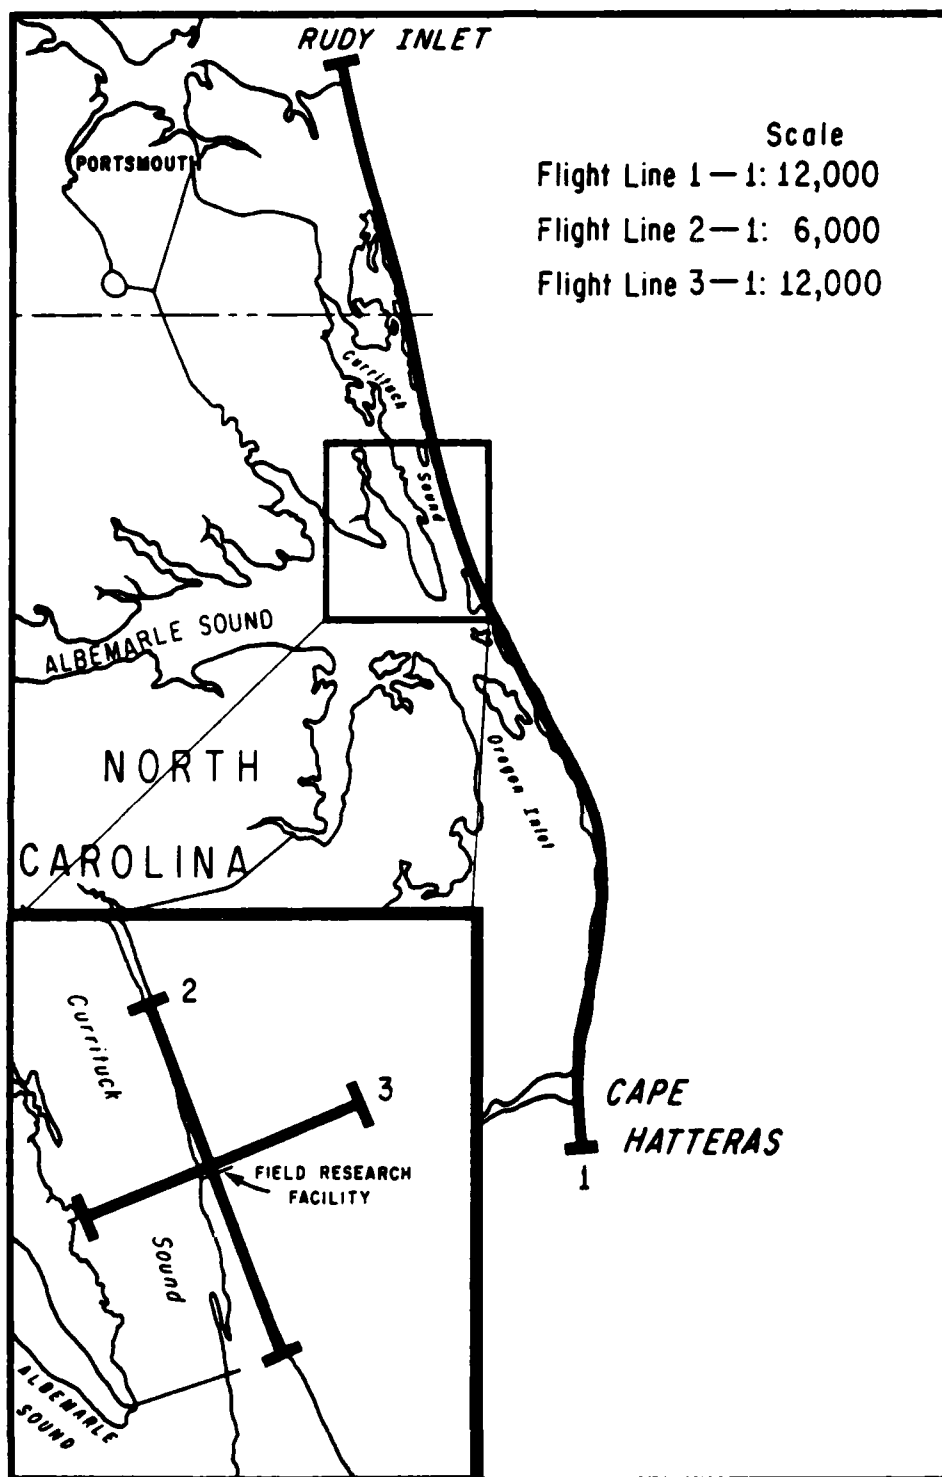 RUDY INLET
Scale
Flight Line 1—1: 12,000
Flight Line 2—1: 6,000
Flight Line 3—1: 12,000
PORTSMOUTH
Currituck
Sound
ALBEMARLE SOUND
NORTH
CAROLINA
Oregon Inlet
CAPE
HATTERAS
1
2
Currituck
3
FIELD RESEARCH
FACILITY
Sound
ALBEMARLE
SOUND